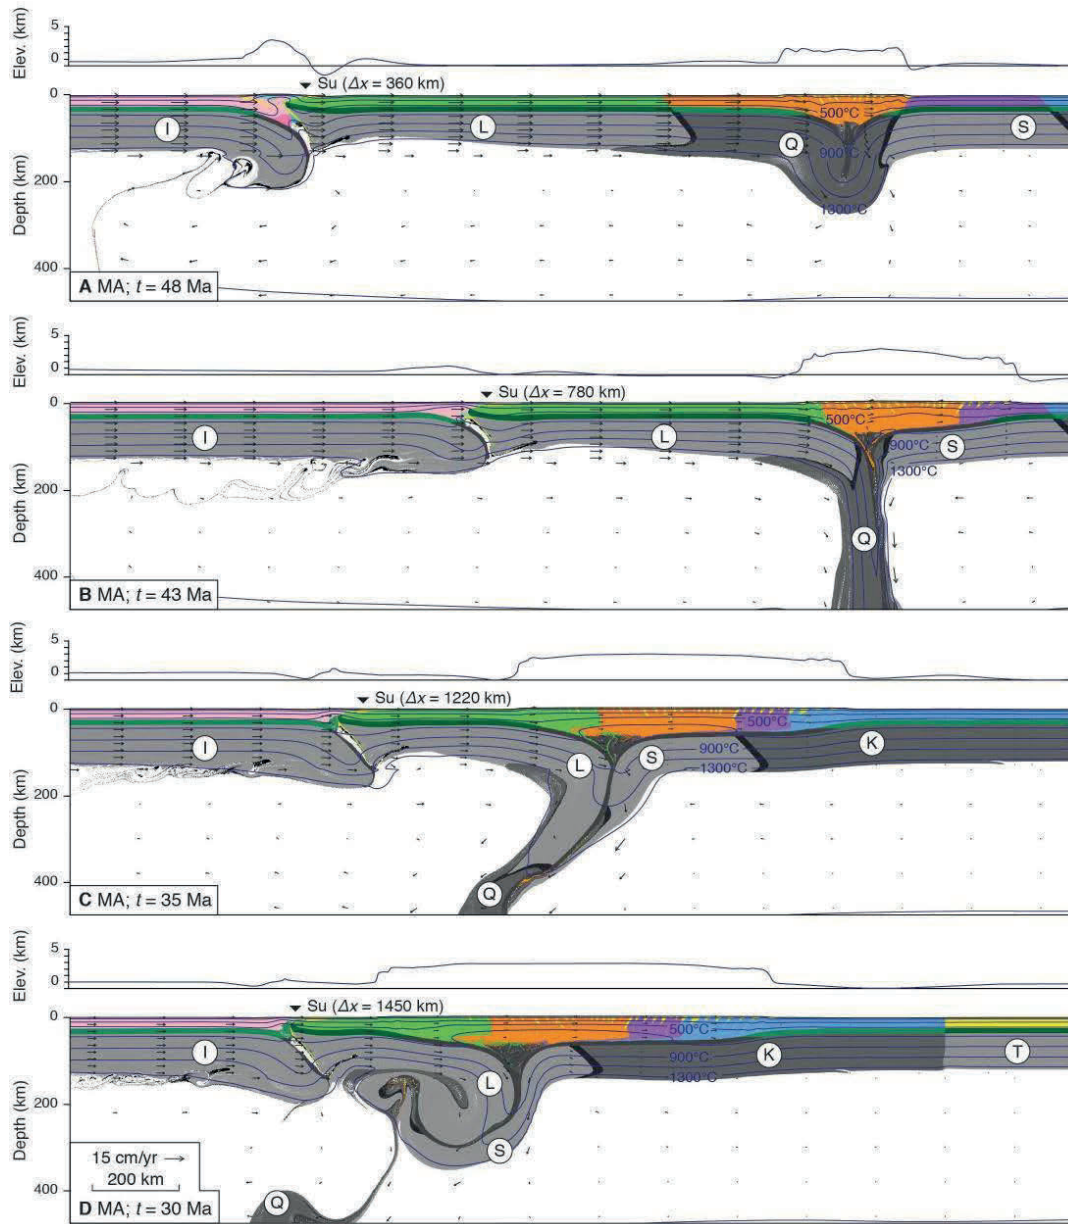 Elev. (km)
5
0
Su (Δx = 360 km)
Depth (km)
0
200
400
I
L
Q
S
500°C
900°C
1300°C
A MA; t = 48 Ma
Elev. (km)
5
0
Su (Δx = 780 km)
Depth (km)
0
200
400
I
L
S
Q
500°C
900°C
1300°C
B MA; t = 43 Ma
Elev. (km)
5
0
Su (Δx = 1220 km)
Depth (km)
0
200
400
I
L
S
K
Q
500°C
900°C
1300°C
C MA; t = 35 Ma
Elev. (km)
5
0
Su (Δx = 1450 km)
Depth (km)
0
200
400
I
L
S
K
T
Q
500°C
900°C
1300°C
15 cm/yr
200 km
D MA; t = 30 Ma